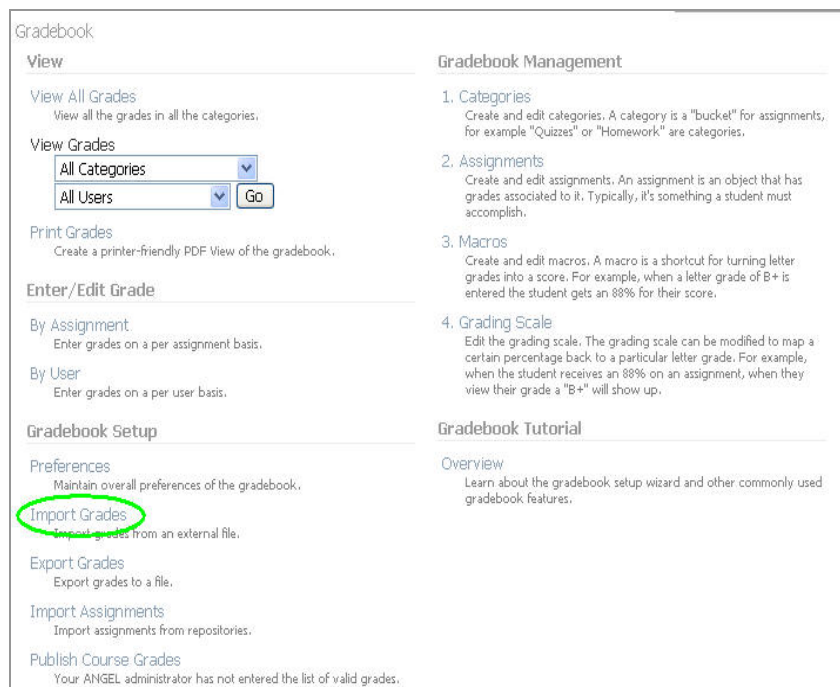 Gradebook
View
View All Grades
View all the grades in all the categories.
View Grades
All Categories
All Users
Go
Print Grades
Create a printer-friendly PDF View of the gradebook.
Enter/Edit Grade
By Assignment
Enter grades on a per assignment basis.
By User
Enter grades on a per user basis.
Gradebook Setup
Preferences
Maintain overall preferences of the gradebook.
Import Grades
Import grades from an external file.
Export Grades
Export grades to a file.
Import Assignments
Import assignments from repositories.
Publish Course Grades
Your ANGEL administrator has not entered the list of valid grades.
Gradebook Management
1. Categories
Create and edit categories. A category is a "bucket" for assignments,
for example "Quizzes" or "Homework" are categories.
2. Assignments
Create and edit assignments. An assignment is an object that has
grades associated to it. Typically, it's something a student must
accomplish.
3. Macros
Create and edit macros. A macro is a shortcut for turning letter
grades into a score. For example, when a letter grade of B+ is
entered the student gets an 88% for their score.
4. Grading Scale
Edit the grading scale. The grading scale can be modified to map a
certain percentage back to a particular letter grade. For example,
when the student receives an 88% on an assignment, when they
view their grade a "B+" will show up.
Gradebook Tutorial
Overview
Learn about the gradebook setup wizard and other commonly used
gradebook features.